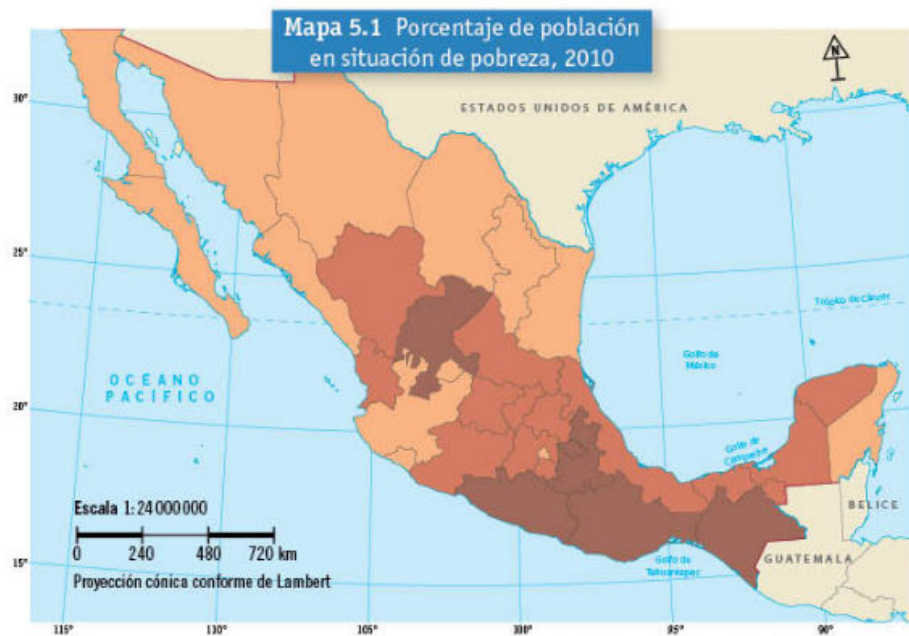 Mapa 5.1 Porcentaje de población
en situación de pobreza, 2010
N
ESTADOS UNIDOS DE AMÉRICA
30°
25°
Trópico de Cáncer
Golfo de
México
OCÉANO
PACÍFICO
20°
Golfo de
Campeche
Escala 1:24 000 000
0 240 480 720 km
BELICE
GUATEMALA
Golfo de
Tehuantepec
15°
Proyección cónica conforme de Lambert
115° 110° 105° 100° 95° 90°